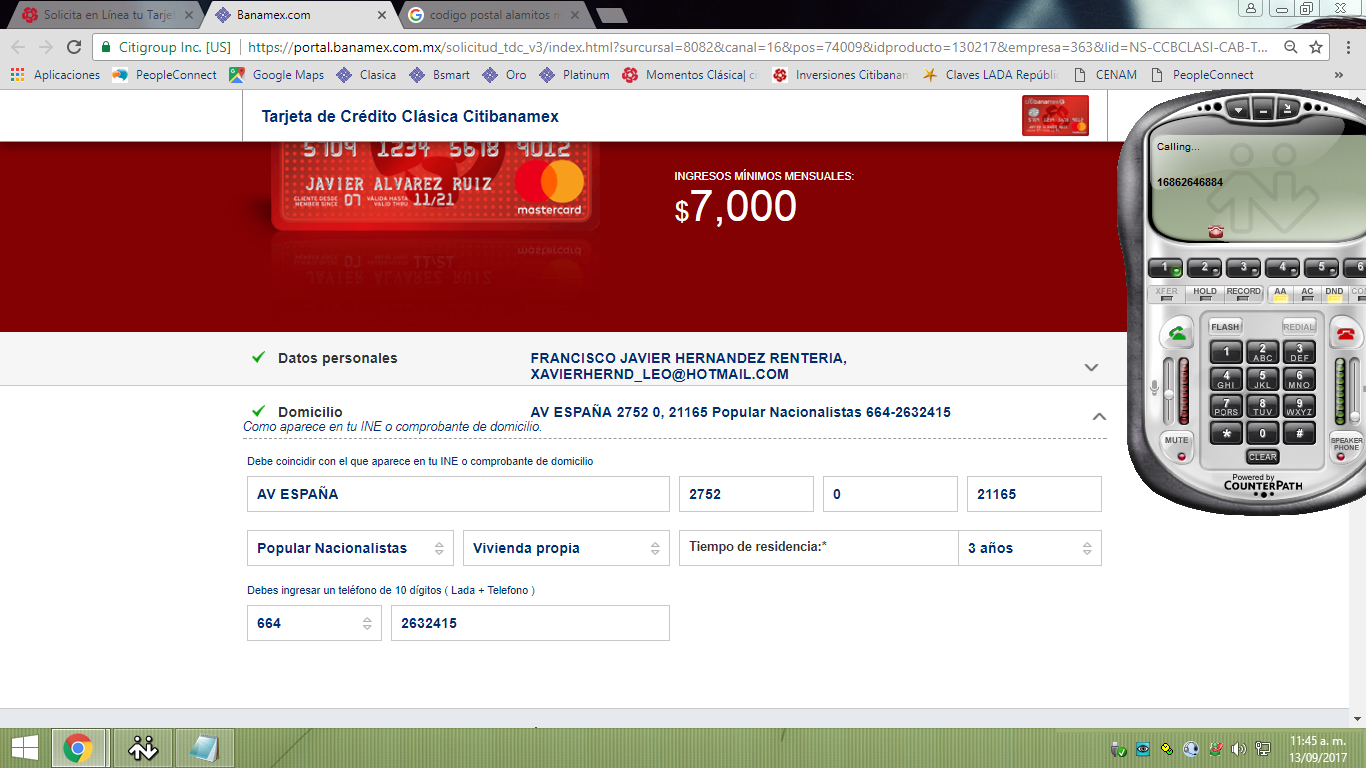 Solicita en Línea tu Tarjet
Banamex.com
codigo postal alamitos m
Citigroup Inc. [US]
https://portal.banamex.com.mx/solicitud_tdc_v3/index.html?surcursal=8082&canal=16&pos=74009&idproducto=130217&empresa=363&lid=NS-CCBCLASI-CAB-T...
Aplicaciones
PeopleConnect
Google Maps
Clasica
Bsmart
Oro
Platinum
Momentos Clásica| ci
Inversiones Citibanam
Claves LADA Repúbli
CENAM
PeopleConnect
Tarjeta de Crédito Clásica Citibanamex
5704 1234 5678 9012
JAVIER ALVAREZ RUIZ
CLIENTE DESDE
MEMBER SINCE
07
VÁLIDA HASTA
VALID THRU
11/21
mastercard
INGRESOS MÍNIMOS MENSUALES:
$7,000
Datos personales
FRANCISCO JAVIER HERNANDEZ RENTERIA,
XAVIERHERND_LEO@HOTMAIL.COM
Domicilio
AV ESPAÑA 2752 0, 21165 Popular Nacionalistas 664-2632415
Como aparece en tu INE o comprobante de domicilio.
Debe coincidir con el que aparece en tu INE o comprobante de domicilio
AV ESPAÑA
2752
0
21165
Popular Nacionalistas
Vivienda propia
Tiempo de residencia:*
3 años
Debes ingresar un teléfono de 10 dígitos ( Lada + Telefono )
664
2632415
Calling...
16862646884
1 2 3 4 5 6
XFER HOLD RECORD AA AC DND
FLASH
REDIAL
1
2 ABC
3 DEF
4 GHI
5 JKL
6 MNO
7 PQRS
8 TUV
9 WXYZ
* 0 #
MUTE
CLEAR
SPEAKER
PHONE
Powered by
COUNTERPATH
11:45 a. m.
13/09/2017